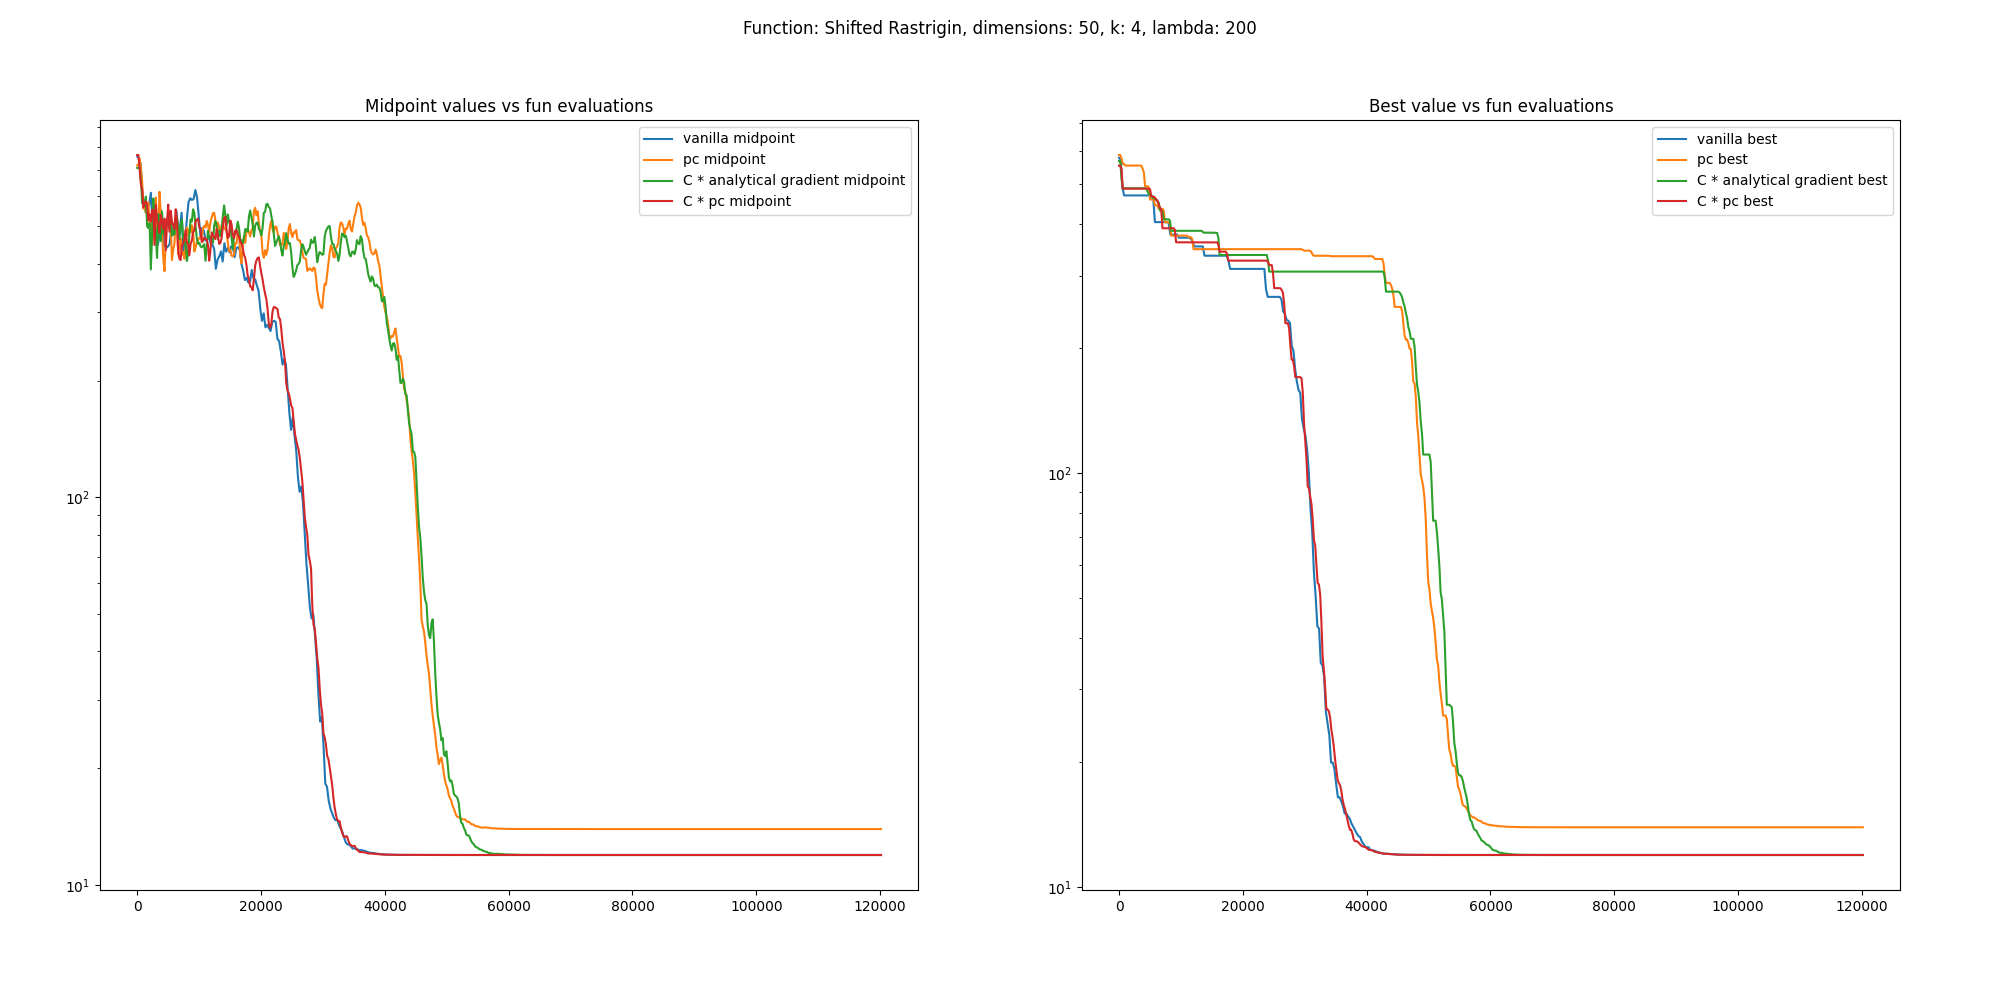 Function: Shifted Rastrigin, dimensions: 50, k: 4, lambda: 200
Midpoint values vs fun evaluations
vanilla midpoint
pc midpoint
C * analytical gradient midpoint
C * pc midpoint
10²
10¹
0 20000 40000 60000 80000 100000 120000
Best value vs fun evaluations
vanilla best
pc best
C * analytical gradient best
C * pc best
10²
10¹
0 20000 40000 60000 80000 100000 120000